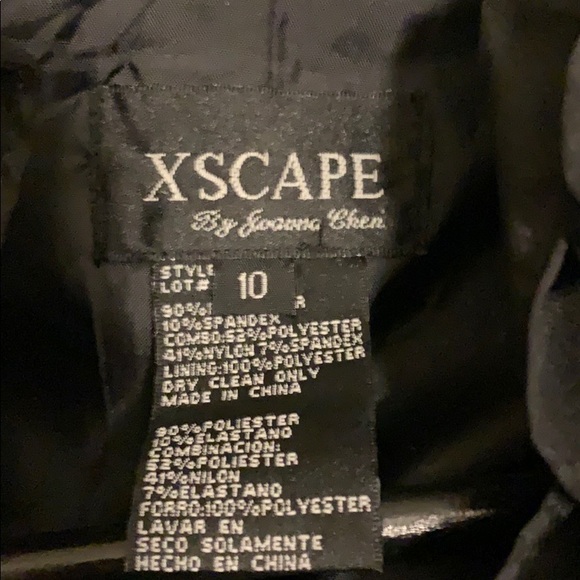 XSCAPE
By Joanna Chen
STYLE
LOT#
10
90% R
10%SPANDEX
COMBO:52%POLYESTER
41%NYLON 7%SPANDEX
LINING:100%POLYESTER
DRY CLEAN ONLY
MADE IN CHINA
90%POLIESTER
10%ELASTANO
COMBINACION:
52%POLIESTER
41%NILON
7%ELASTANO
FORRO:100%POLYESTER
LAVAR EN
SECO SOLAMENTE
HECHO EN CHINA